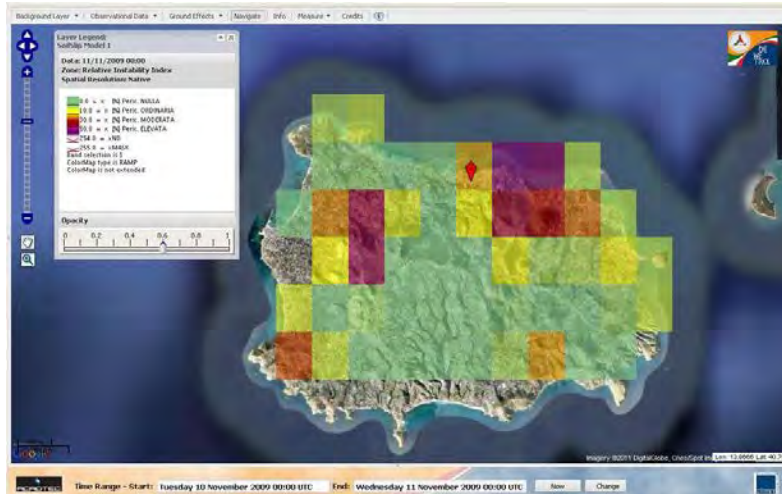 Background Layer Observational Data Ground Effects Navigate Info Measure Credits
Layer Legend:
Model 1
Data: 11/11/2009 00:00
Zone: Relative Instability Index
Spatial Resolution: Native
0.0 = x [%] Peric. NULLA
10.0 = x [%] Peric. ORDINARIA
30.0 = x [%] Peric. MODERATA
50.0 = x [%] Peric. ELEVATA
254.0 = xNO
255.0 = xMASK
Band selection is 1
ColorMap type is RAMP
ColorMap is not extended
Opacity
0 0.2 0.4 0.6 0.8 1
Imagery ©2011 DigitalGlobe,
Time Range - Start: Tuesday 10 November 2009 00:00 UTC End: Wednesday 11 November 2009 00:00 UTC Now Change